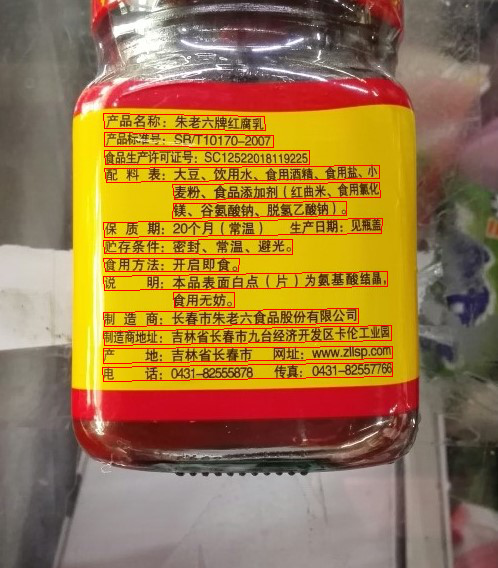 产品名称：朱老六牌红腐乳
产品标准号：SB/T10170-2007
食品生产许可证号：SC12522018119225
配 料 表：大豆、饮用水、食用酒精、食用盐、小
麦粉、食品添加剂（红曲米、食用氯化
镁、谷氨酸钠、脱氢乙酸钠）。
保 质 期：20个月（常温） 生产日期：见瓶盖
贮存条件：密封、常温、避光。
食用方法：开启即食。
说 明：本品表面白点（片）为氨基酸结晶，
食用无妨。
制 造 商：长春市朱老六食品股份有限公司
制造商地址：吉林省长春市九台经济开发区卡伦工业园
产 地：吉林省长春市 网址：www.zllsp.com
电 话：0431-82555878 传真：0431-82557766